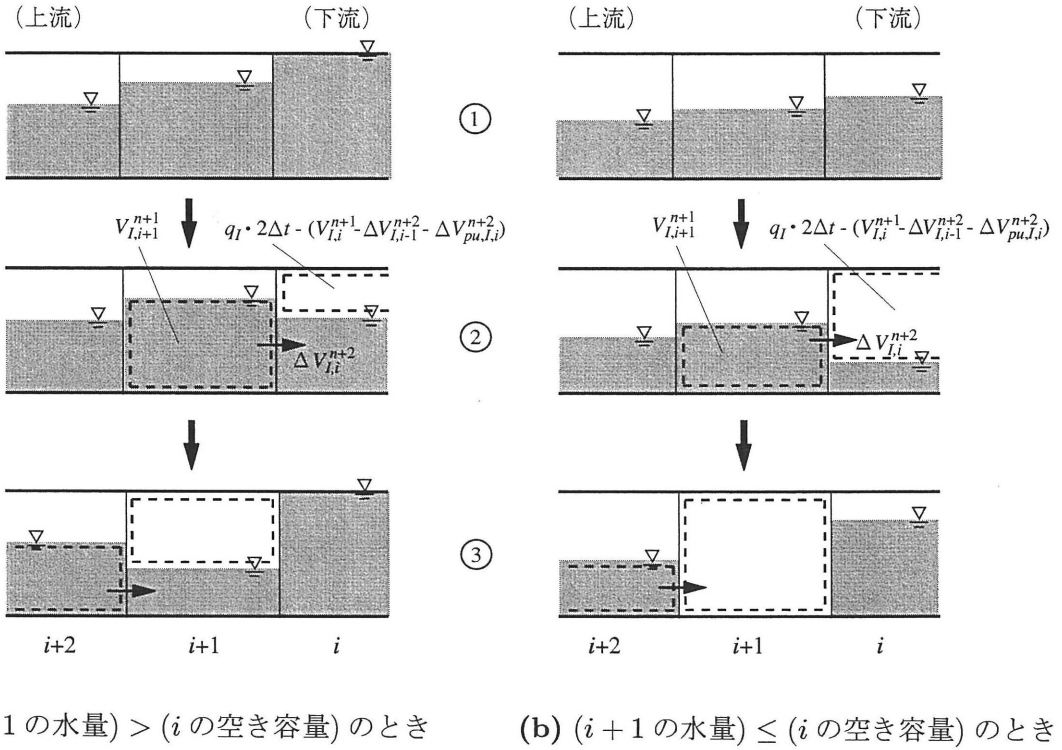 (上流) (下流) (上流) (下流)
①
V_{I,i+1}^{n+1} q_I・2Δt - (V_{I,i}^{n+1} - ΔV_{I,i-1}^{n+2} - ΔV_{pu,I,i}^{n+2}) V_{I,i+1}^{n+1} q_I・2Δt - (V_{I,i}^{n+1} - ΔV_{I,i-1}^{n+2} - ΔV_{pu,I,i}^{n+2})
②
ΔV_{I,i}^{n+2} ΔV_{I,i}^{n+2}
③
i+2 i+1 i i+2 i+1 i
1 の水量) > (i の空き容量) のとき (b) (i + 1 の水量) ≤ (i の空き容量) のとき